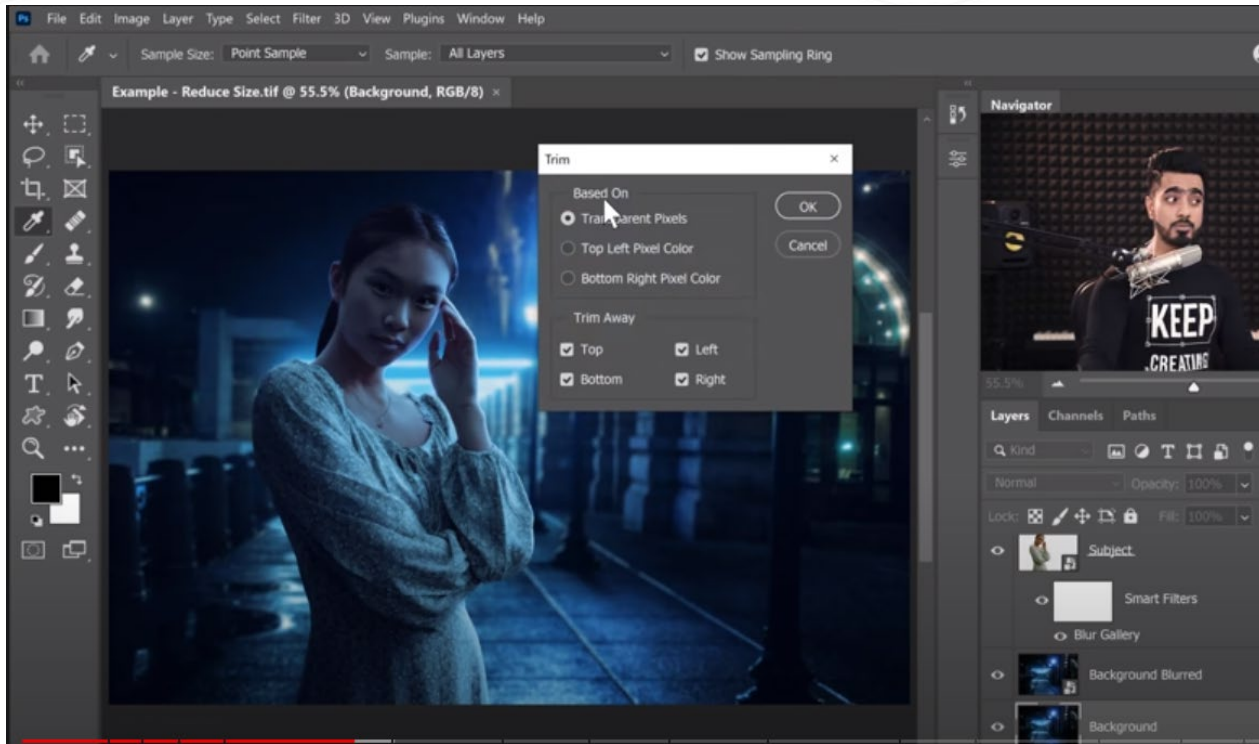 Ps File Edit Image Layer Type Select Filter 3D View Plugins Window Help
Sample Size: Point Sample Sample: All Layers Show Sampling Ring
Example - Reduce Size.tif @ 55.5% (Background, RGB/8) ×
Navigator
Trim
Based On
Transparent Pixels
OK
Top Left Pixel Color
Cancel
Bottom Right Pixel Color
Trim Away
Top Left
Bottom Right
KEEP
CREATING
55.5%
Layers Channels Paths
Kind
Normal Opacity: 100%
Lock: Fill: 100%
Subject
Smart Filters
Blur Gallery
Background Blurred
Background